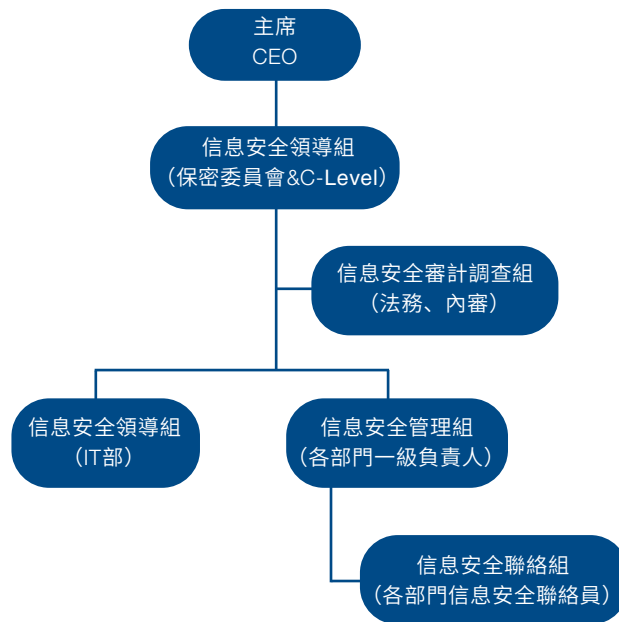 主席
CEO
信息安全領導組
（保密委員會&C-Level）
信息安全審計調查組
（法務、內審）
信息安全領導組
（IT部）
信息安全管理組
（各部門一級負責人）
信息安全聯絡組
（各部門信息安全聯絡員）